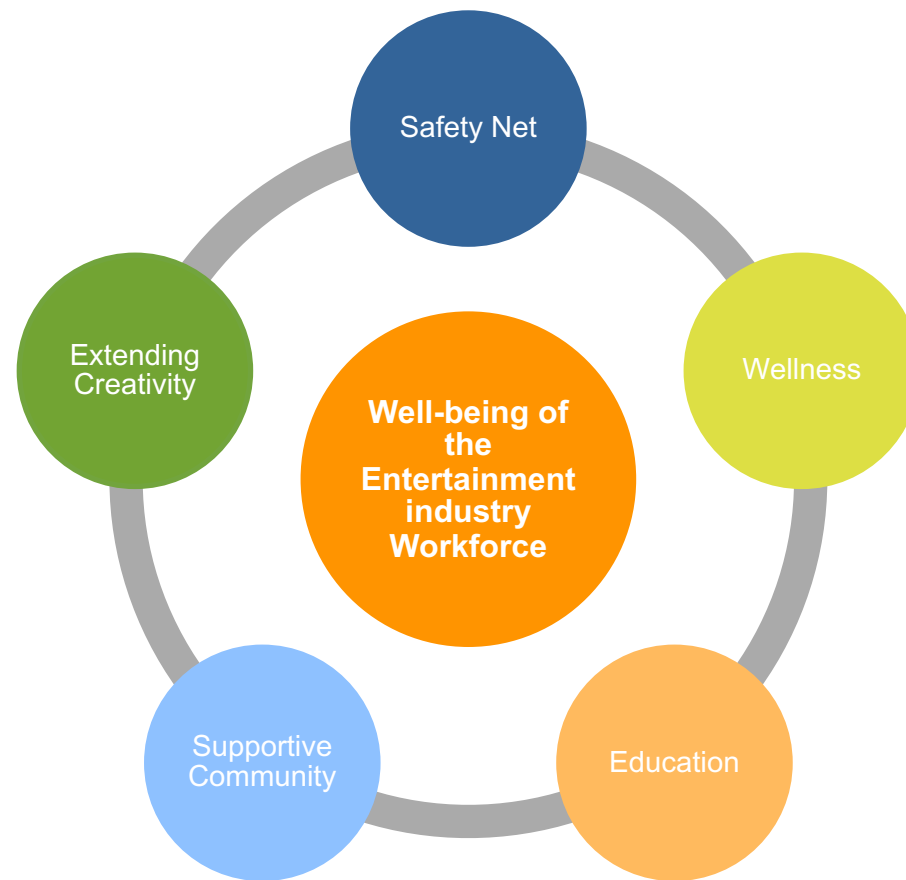 Safety Net
Extending
Creativity
Wellness
Well-being of
the
Entertainment
industry
Workforce
Supportive
Community
Education